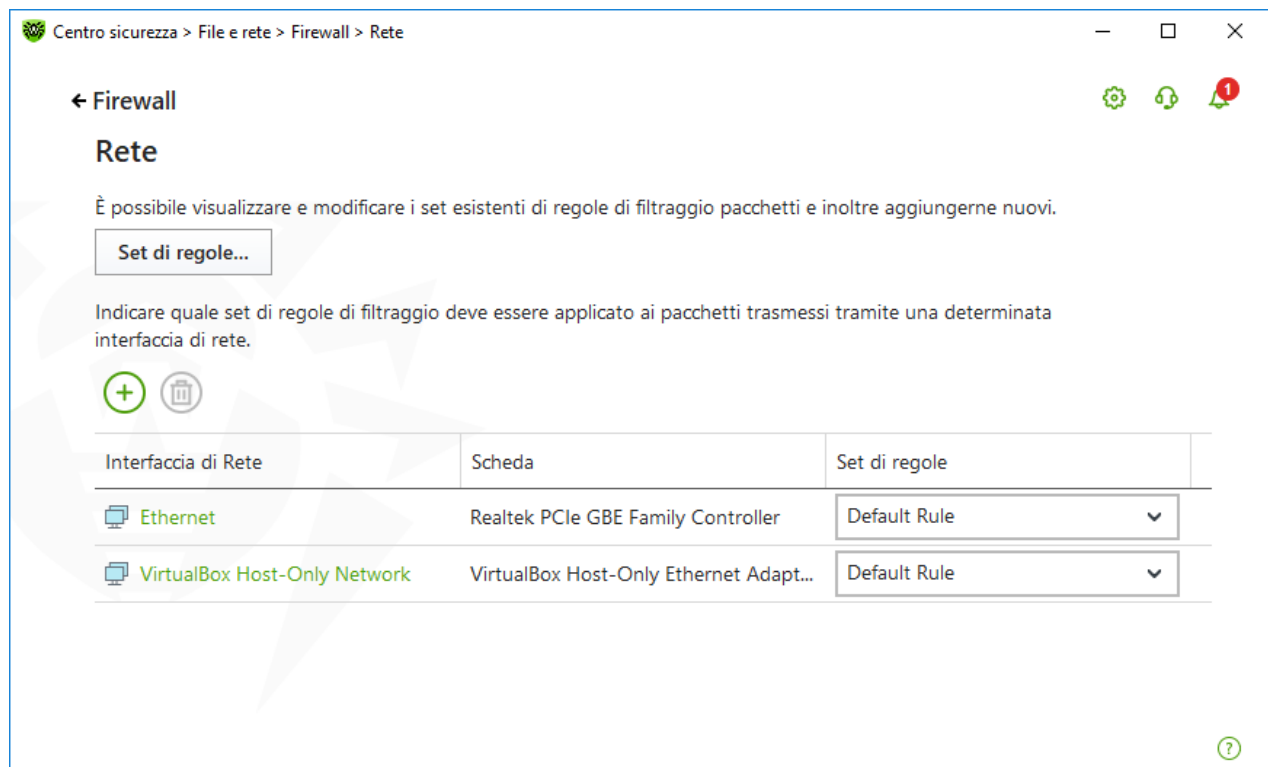 Centro sicurezza > File e rete > Firewall > Rete
Firewall
1
Rete
È possibile visualizzare e modificare i set esistenti di regole di filtraggio pacchetti e inoltre aggiungerne nuovi.
Set di regole...
Indicare quale set di regole di filtraggio deve essere applicato ai pacchetti trasmessi tramite una determinata
interfaccia di rete.
Interfaccia di Rete Scheda Set di regole
Ethernet Realtek PCIe GBE Family Controller Default Rule
VirtualBox Host-Only Network VirtualBox Host-Only Ethernet Adapt... Default Rule
?